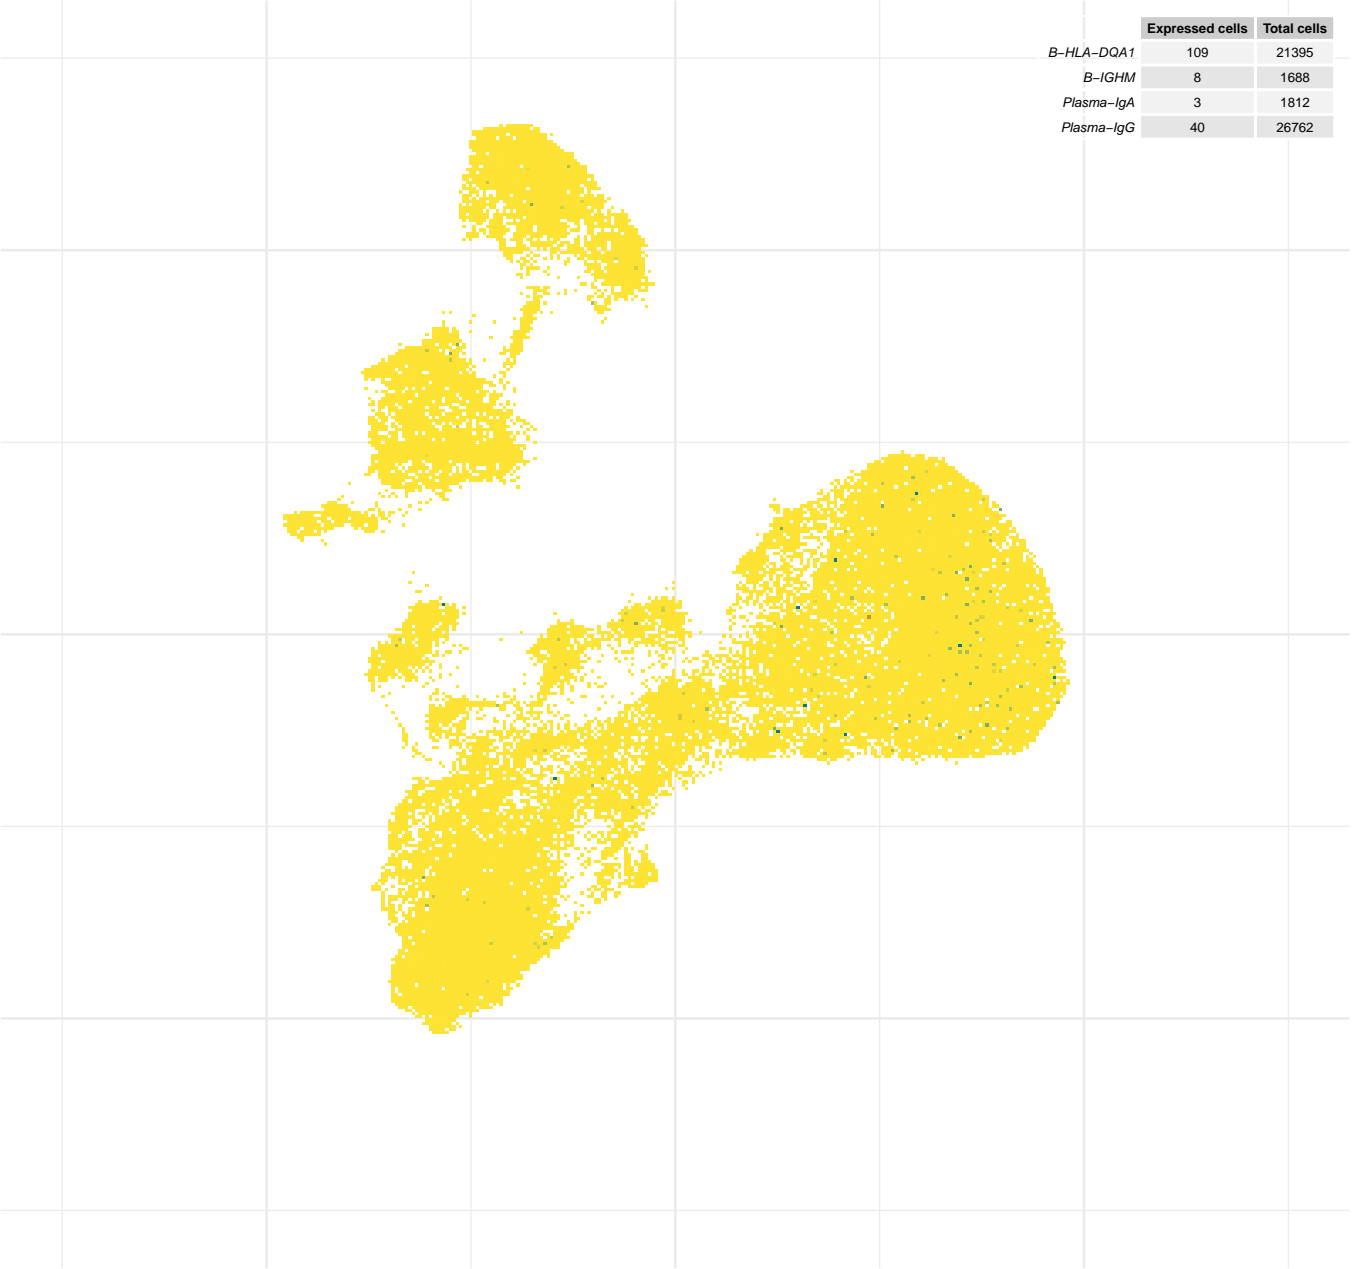 Expressed cells Total cells
B−HLA−DQA1 109 21395
B−IGHM 8 1688
Plasma−IgA 3 1812
Plasma−IgG 40 26762